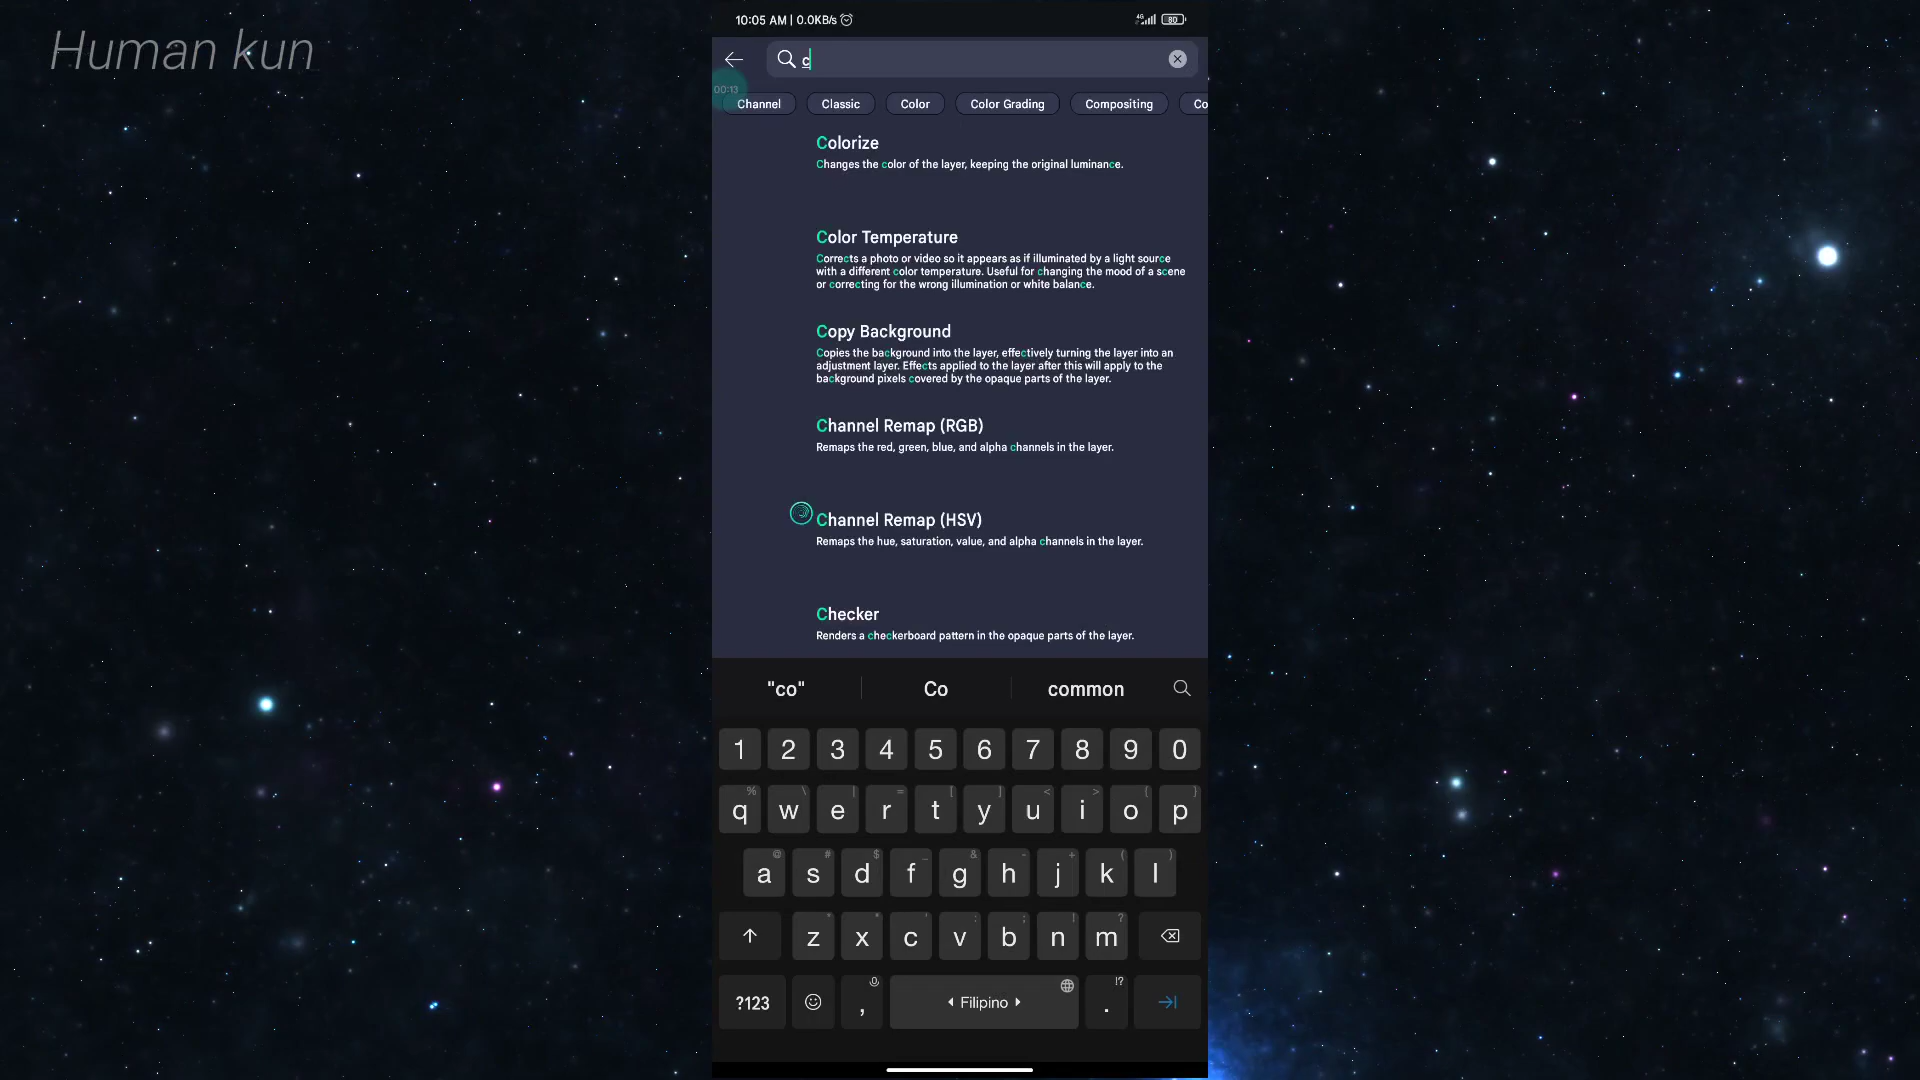 Human kun
10:05 AM | 0.0KB/s
4G
80
c
00:13
Channel
Classic
Color
Color Grading
Compositing
Co
Colorize
Changes the color of the layer, keeping the original luminance.
Color Temperature
Corrects a photo or video so it appears as if illuminated by a light source
with a different color temperature. Useful for changing the mood of a scene
or correcting for the wrong illumination or white balance.
Copy Background
Copies the background into the layer, effectively turning the layer into an
adjustment layer. Effects applied to the layer after this will apply to the
background pixels covered by the opaque parts of the layer.
Channel Remap (RGB)
Remaps the red, green, blue, and alpha channels in the layer.
Channel Remap (HSV)
Remaps the hue, saturation, value, and alpha channels in the layer.
Checker
Renders a checkerboard pattern in the opaque parts of the layer.
"co" Co common
1 2 3 4 5 6 7 8 9 0
% \ | = [ ] < > { }
q w e r t y u i o p
@ # $ _ & - + ( )
a s d f g h j k l
z x c v b n m
?123 , Filipino . !?